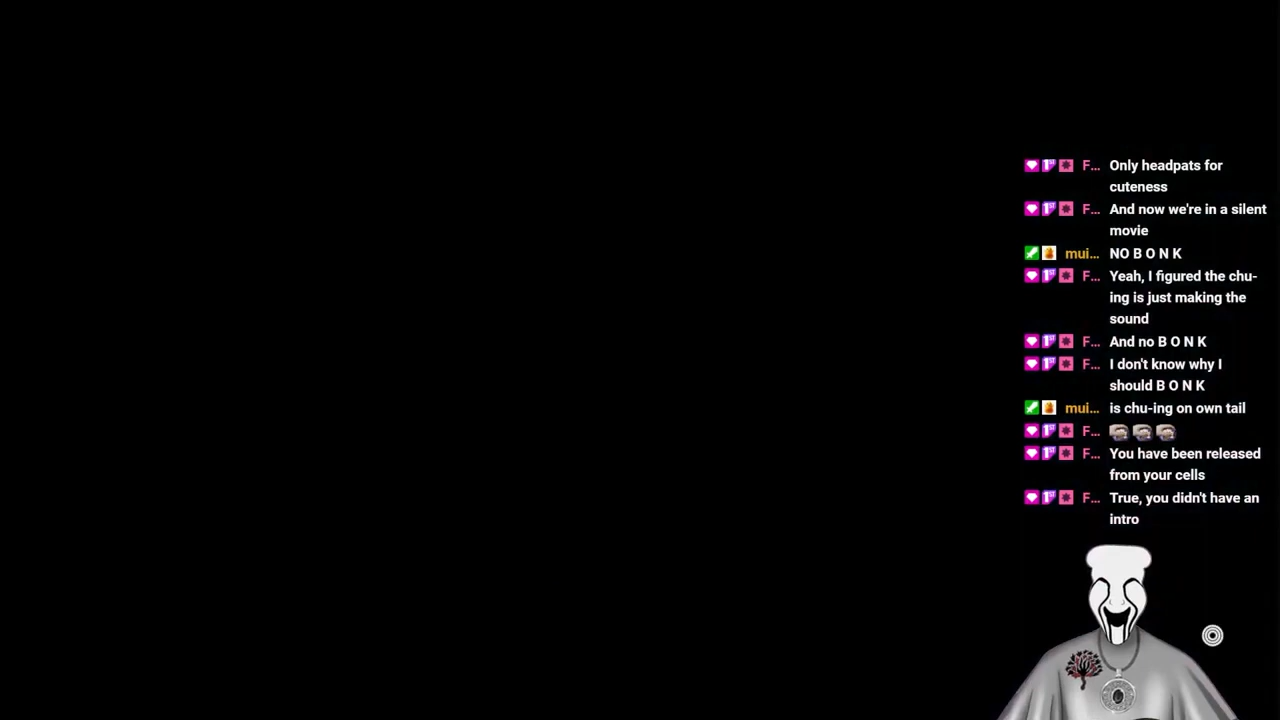 F... Only headpats for
cuteness
F... And now we're in a silent
movie
mui... NO B O N K
F... Yeah, I figured the chu-
ing is just making the
sound
F... And no B O N K
F... I don't know why I
should B O N K
mui... is chu-ing on own tail
F...
F... You have been released
from your cells
F... True, you didn't have an
intro